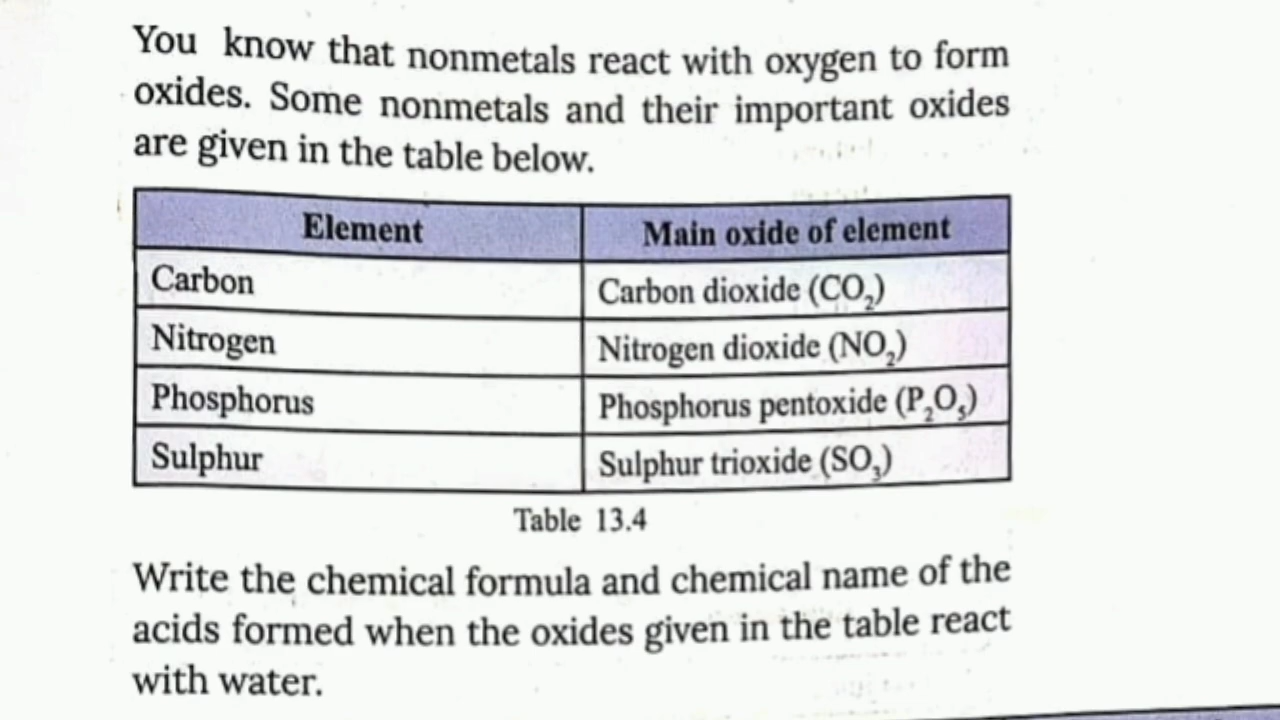 You know that nonmetals react with oxygen to form
oxides. Some nonmetals and their important oxides
are given in the table below.
Element Main oxide of element
Carbon Carbon dioxide (CO₂)
Nitrogen Nitrogen dioxide (NO₂)
Phosphorus Phosphorus pentoxide (P₂O₅)
Sulphur Sulphur trioxide (SO₃)
Table 13.4
Write the chemical formula and chemical name of the
acids formed when the oxides given in the table react
with water.